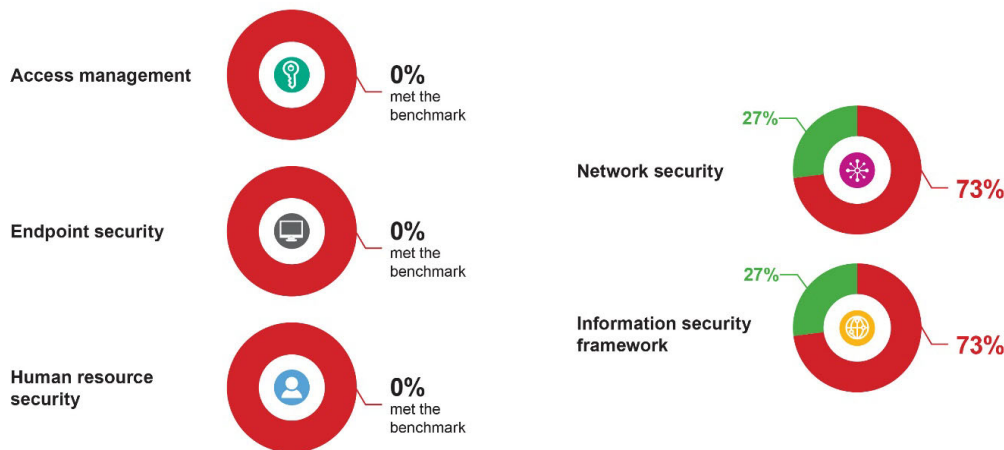 Access management
0%
met the
benchmark
Endpoint security
0%
met the
benchmark
Human resource
security
0%
met the
benchmark
27%
Network security
73%
27%
Information security
framework
73%